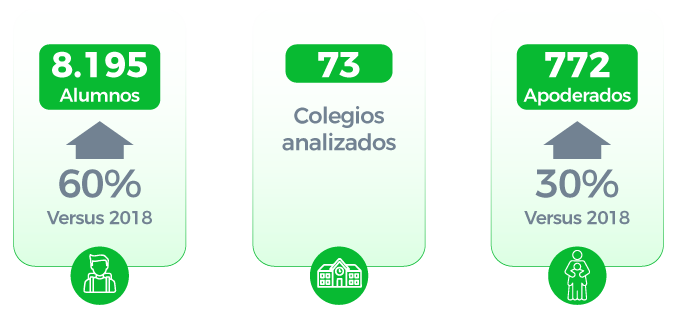 8.195
Alumnos
60%
Versus 2018
73
Colegios
analizados
772
Apoderados
30%
Versus 2018